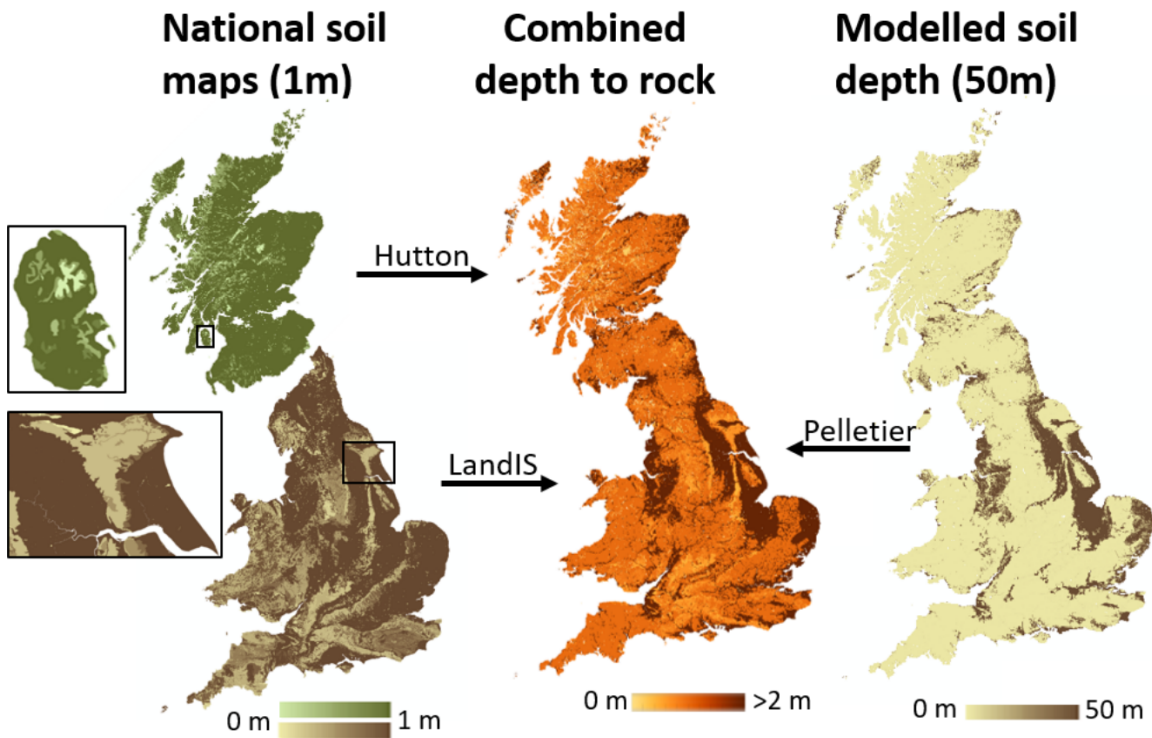 National soil
maps (1m)
Combined
depth to rock
Modelled soil
depth (50m)
Hutton
Pelletier
LandIS
0 m
1 m
0 m
>2 m
0 m
50 m